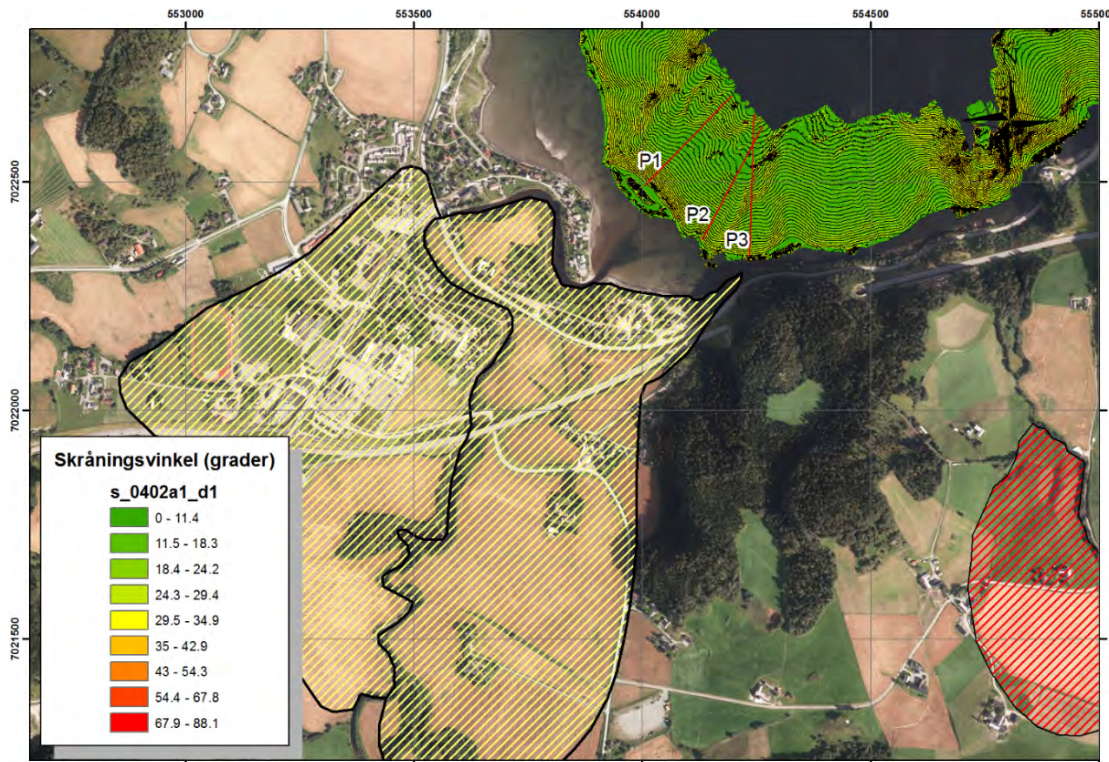 553000
553500
554000
554500
55500
7022500
7022000
7021500
P1
P2
P3
Skråningsvinkel (grader)
s_0402a1_d1
0 - 11.4
11.5 - 18.3
18.4 - 24.2
24.3 - 29.4
29.5 - 34.9
35 - 42.9
43 - 54.3
54.4 - 67.8
67.9 - 88.1